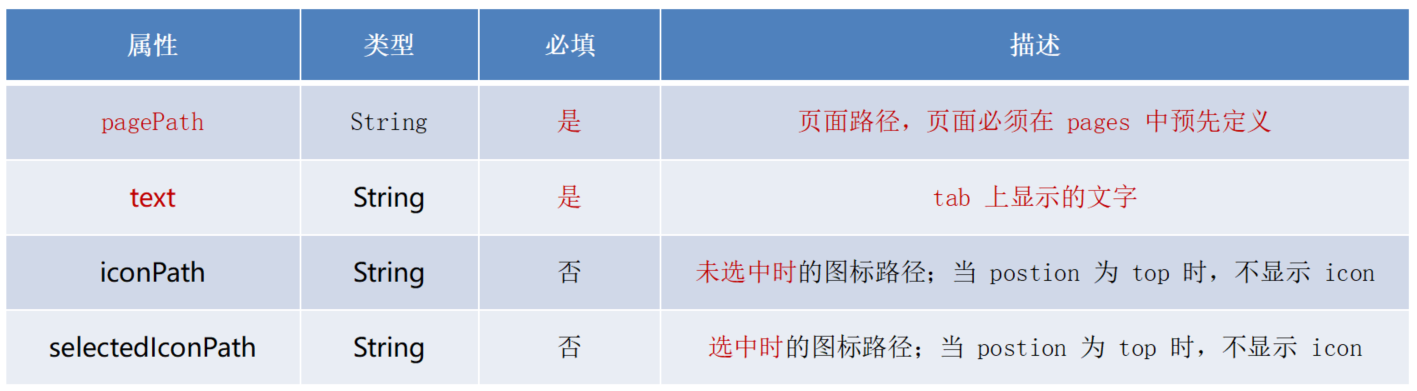 属性 类型 必填 描述
pagePath String 是 页面路径，页面必须在 pages 中预先定义
text String 是 tab 上显示的文字
iconPath String 否 未选中时的图标路径；当 postion 为 top 时，不显示 icon
selectedIconPath String 否 选中时的图标路径；当 postion 为 top 时，不显示 icon